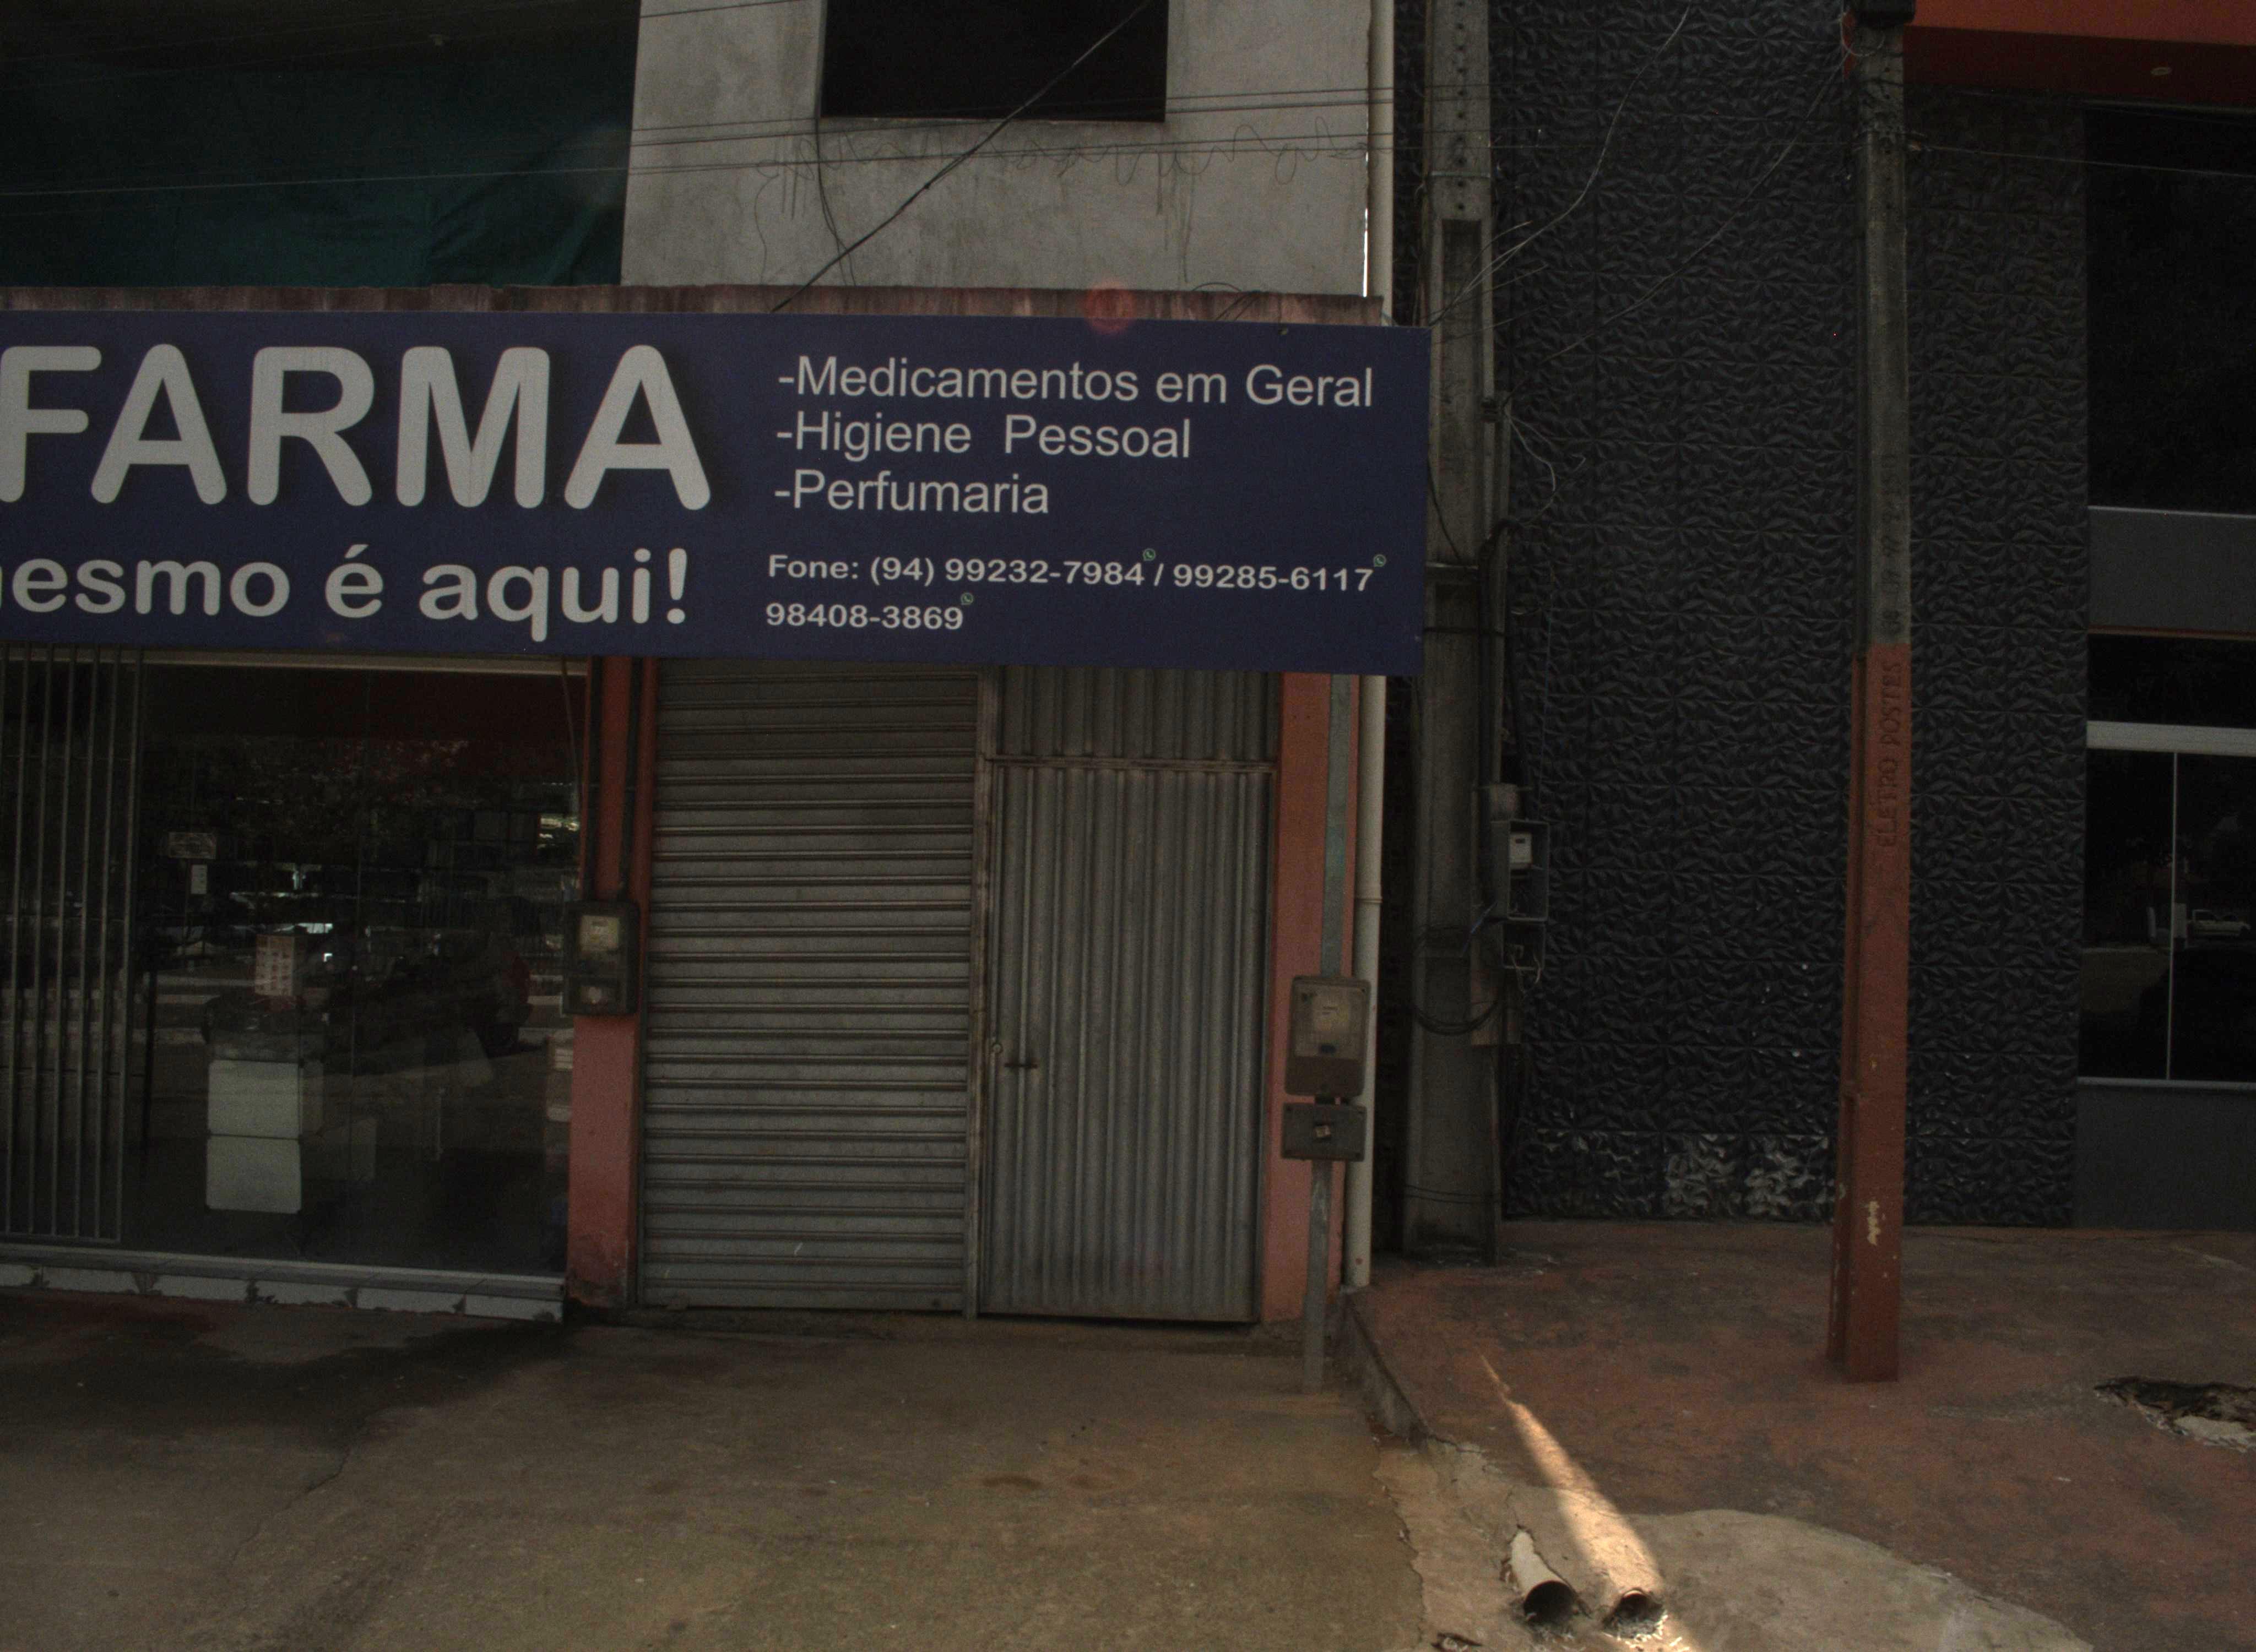 FARMA
-Medicamentos em Geral
-Higiene Pessoal
-Perfumaria
esmo é aqui!
Fone: (94) 99232-7984 / 99285-6117
98408-3869
ELETRO POSTES